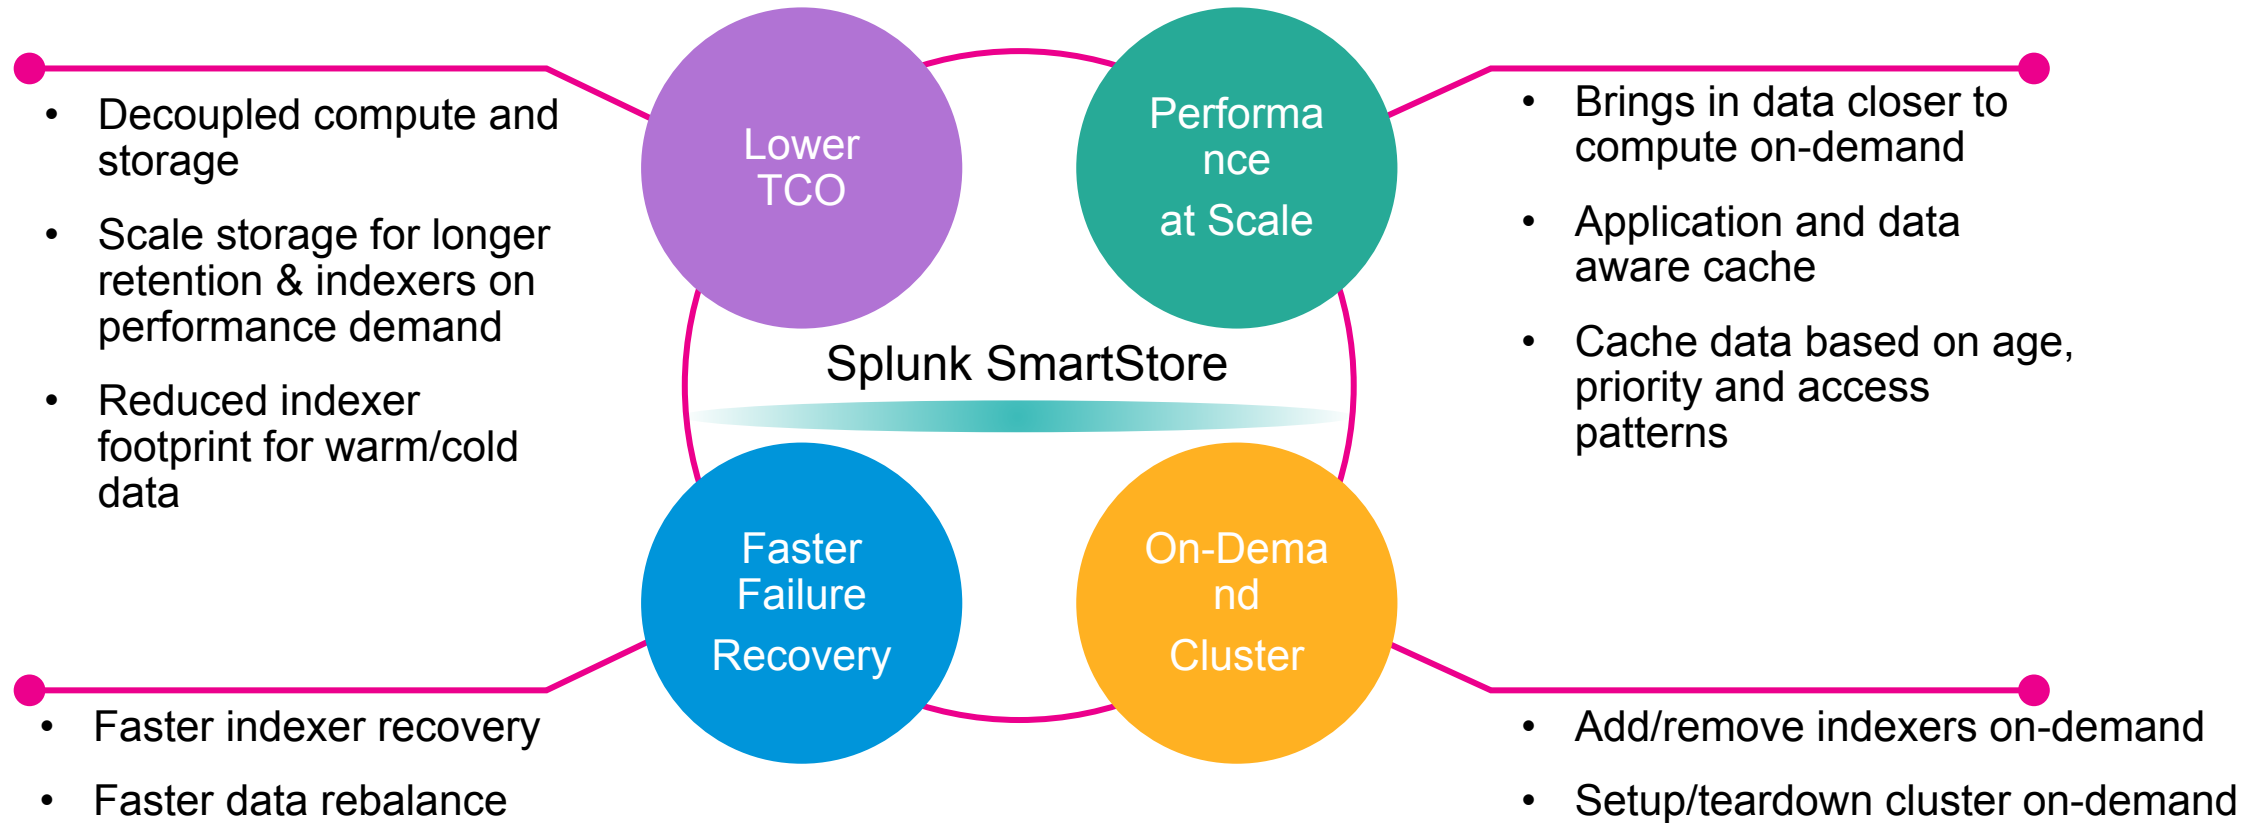 • Decoupled compute and
storage
• Scale storage for longer
retention & indexers on
performance demand
• Reduced indexer
footprint for warm/cold
data
Lower
TCO
Performa
nce
at Scale
• Brings in data closer to
compute on-demand
• Application and data
aware cache
• Cache data based on age,
priority and access
patterns
Splunk SmartStore
Faster
Failure
Recovery
On-Dema
nd
Cluster
• Faster indexer recovery
• Faster data rebalance
• Add/remove indexers on-demand
• Setup/teardown cluster on-demand